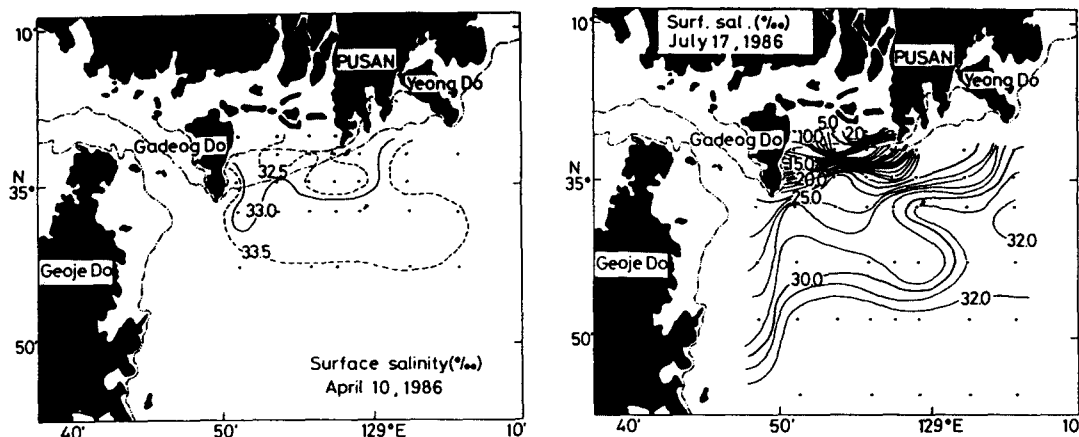 10'
PUSAN
Yeong Do
Gadeog Do
32.5
N
35°
33.0
33.5
Geoje Do
50'
Surface salinity(‰)
April 10, 1986
40'
50'
129°E
10'
10'
Surf. sal.(‰)
July 17, 1986
PUSAN
Yeong Do
5.0
2.0
10.0
Gadeog Do
15.0
20.0
N
35°
25.0
32.0
Geoje Do
30.0
32.0
50'
40'
50'
129°E
10'